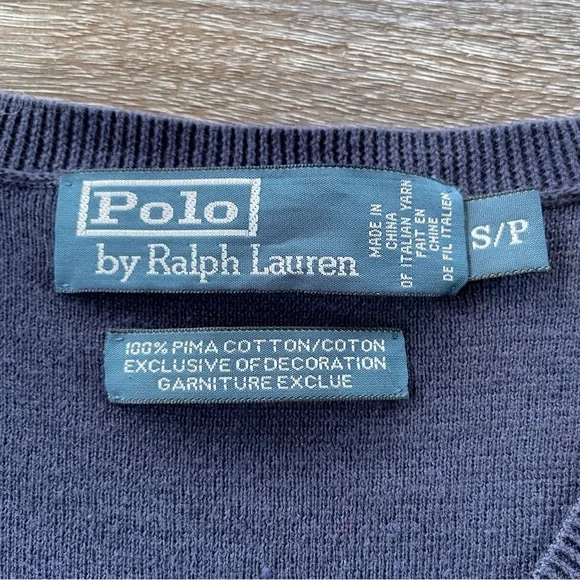 Polo
by Ralph Lauren
MADE IN
CHINA
OF ITALIAN YARN
FAIT EN
CHINE
DE FIL ITALIEN
S/P
100% PIMA COTTON/COTON
EXCLUSIVE OF DECORATION
GARNITURE EXCLUE